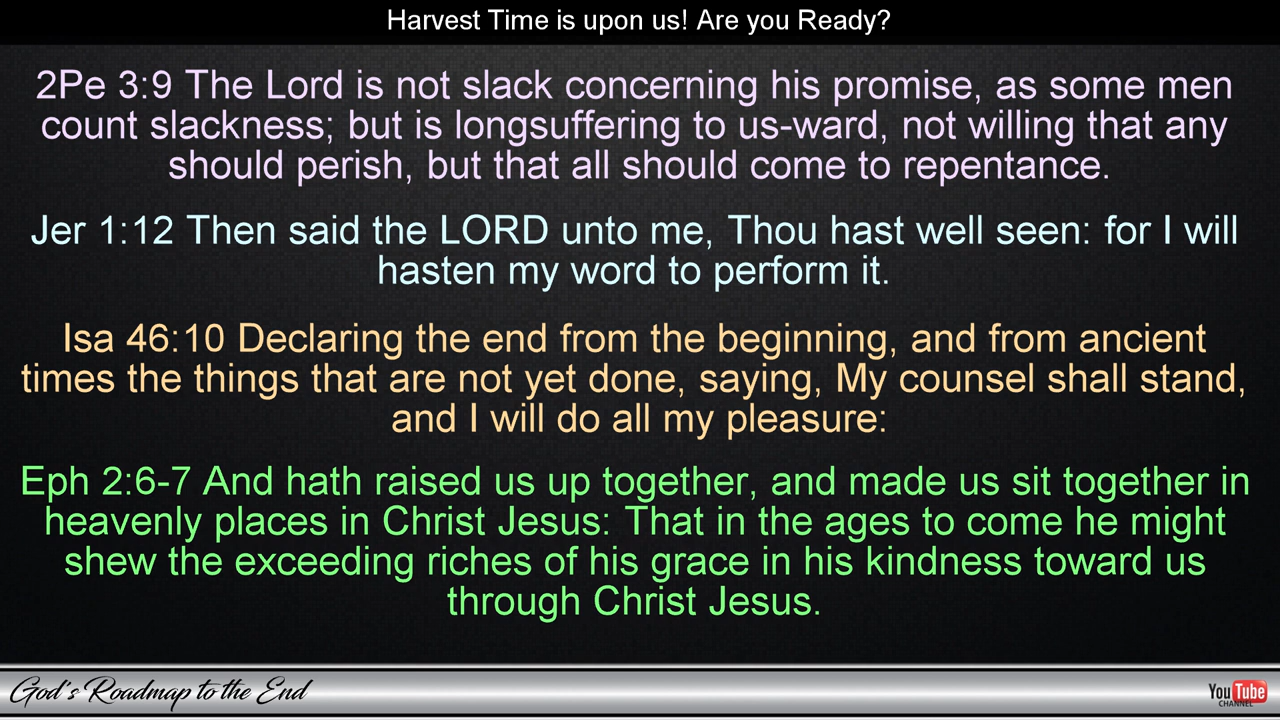 Harvest Time is upon us! Are you Ready?
2Pe 3:9 The Lord is not slack concerning his promise, as some men
count slackness; but is longsuffering to us-ward, not willing that any
should perish, but that all should come to repentance.
Jer 1:12 Then said the LORD unto me, Thou hast well seen: for I will
hasten my word to perform it.
Isa 46:10 Declaring the end from the beginning, and from ancient
times the things that are not yet done, saying, My counsel shall stand,
and I will do all my pleasure:
Eph 2:6-7 And hath raised us up together, and made us sit together in
heavenly places in Christ Jesus: That in the ages to come he might
shew the exceeding riches of his grace in his kindness toward us
through Christ Jesus.
God's Roadmap to the End
YouTube
CHANNEL